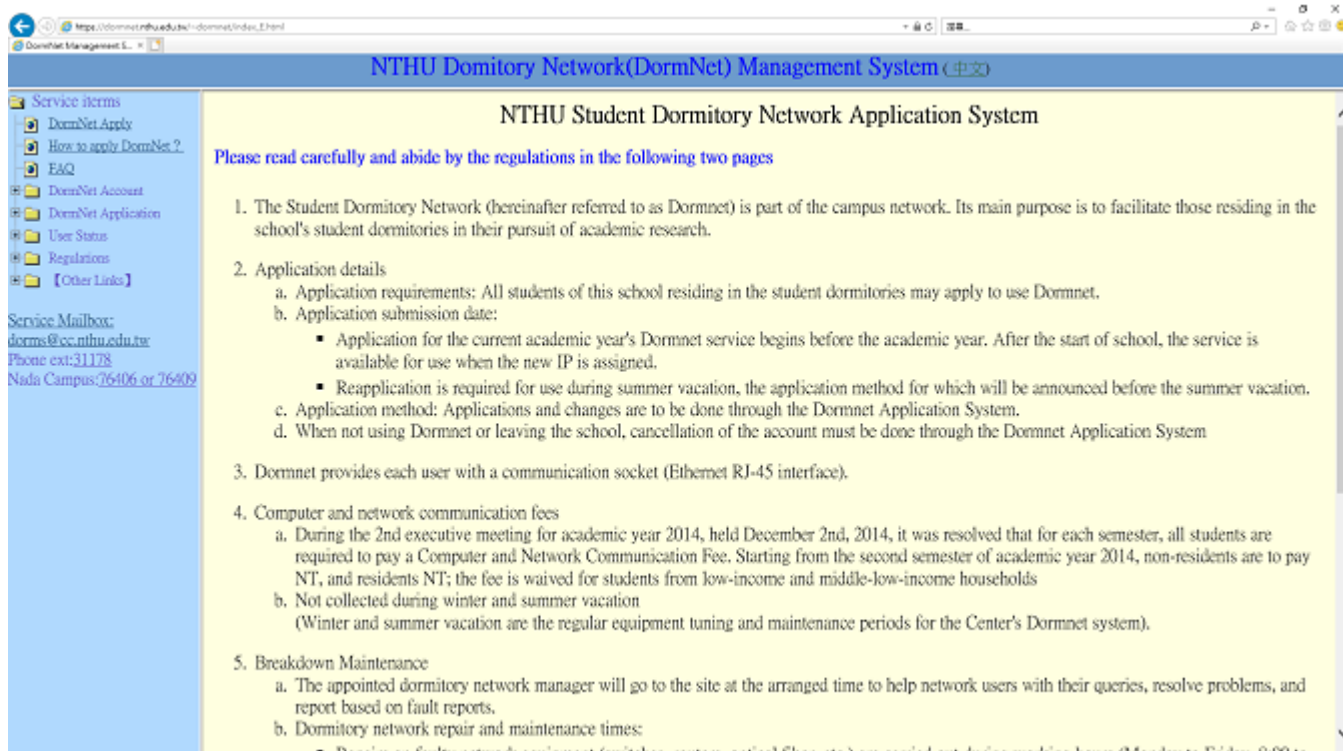 https://dormnet.nthu.edu.tw/~dormnet/index_E.html
搜尋...
DormNet Management S...
NTHU Domitory Network(DormNet) Management System (中文)
Service iterms
DormNet Apply
How to apply DormNet ?
FAQ
DormNet Account
DormNet Application
User Status
Regulations
【Other Links】
Service Mailbox:
dorms@cc.nthu.edu.tw
Phone ext:31178
Nada Campus:76406 or 76409
NTHU Student Dormitory Network Application System
Please read carefully and abide by the regulations in the following two pages
1. The Student Dormitory Network (hereinafter referred to as Dormnet) is part of the campus network. Its main purpose is to facilitate those residing in the
school's student dormitories in their pursuit of academic research.
2. Application details
a. Application requirements: All students of this school residing in the student dormitories may apply to use Dormnet.
b. Application submission date:
▪ Application for the current academic year's Dormnet service begins before the academic year. After the start of school, the service is
available for use when the new IP is assigned.
▪ Reapplication is required for use during summer vacation, the application method for which will be announced before the summer vacation.
c. Application method: Applications and changes are to be done through the Dormnet Application System.
d. When not using Dormnet or leaving the school, cancellation of the account must be done through the Dormnet Application System
3. Dormnet provides each user with a communication socket (Ethernet RJ-45 interface).
4. Computer and network communication fees
a. During the 2nd executive meeting for academic year 2014, held December 2nd, 2014, it was resolved that for each semester, all students are
required to pay a Computer and Network Communication Fee. Starting from the second semester of academic year 2014, non-residents are to pay
NT, and residents NT; the fee is waived for students from low-income and middle-low-income households
b. Not collected during winter and summer vacation
(Winter and summer vacation are the regular equipment tuning and maintenance periods for the Center's Dormnet system).
5. Breakdown Maintenance
a. The appointed dormitory network manager will go to the site at the arranged time to help network users with their queries, resolve problems, and
report based on fault reports.
b. Dormitory network repair and maintenance times: